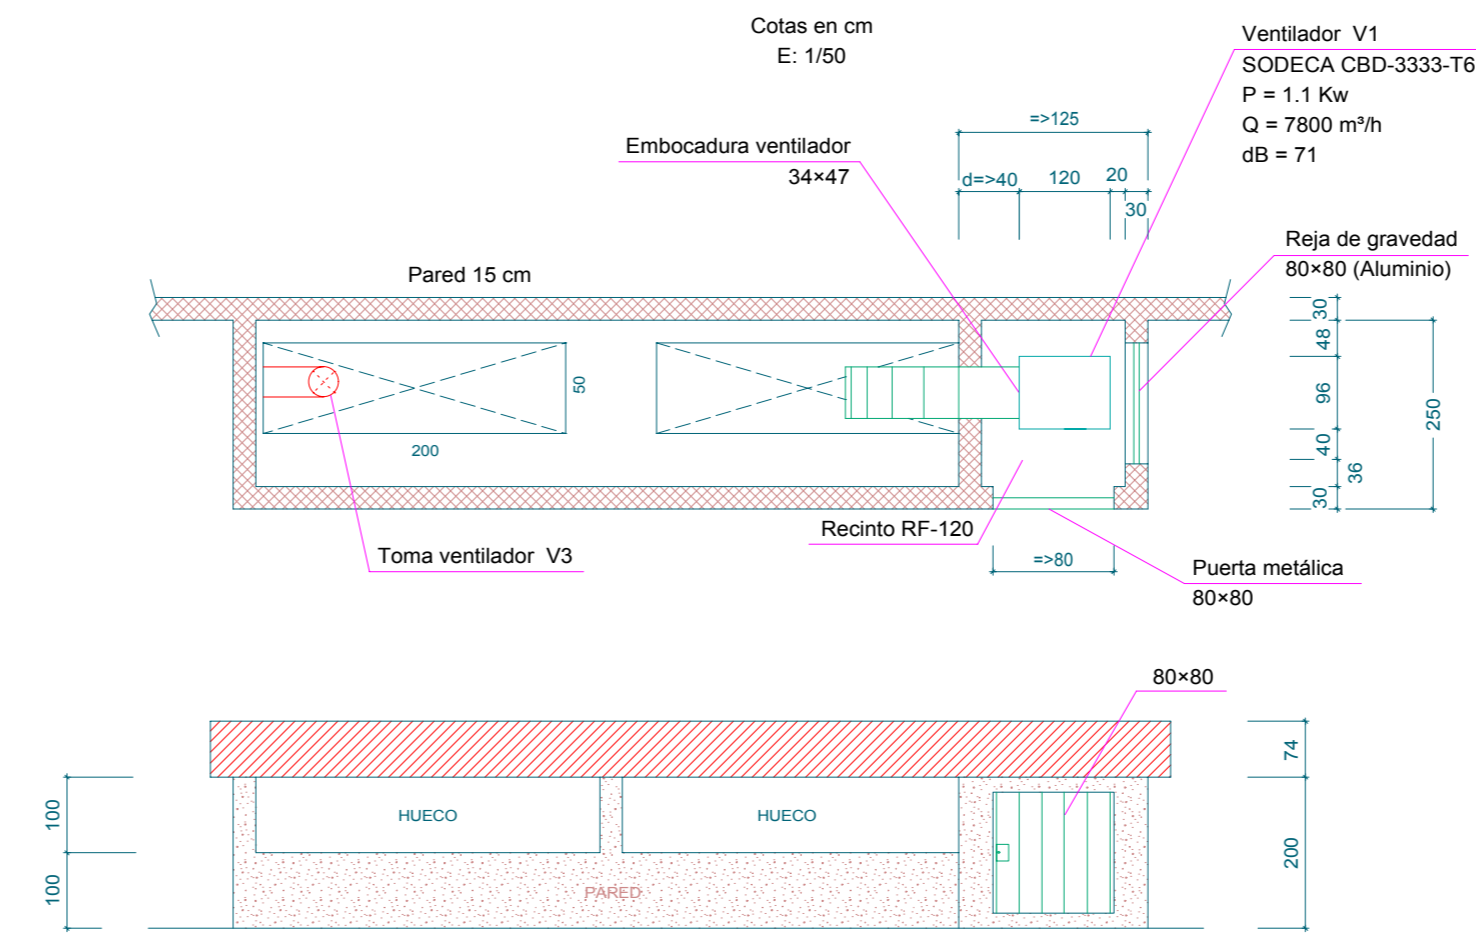 Cotas en cm
E: 1/50
Ventilador V1
SODECA CBD-3333-T6
P = 1.1 Kw
Q = 7800 m³/h
dB = 71
=>125
Embocadura ventilador
34×47
d=>40
120
20
30
Reja de gravedad
80×80 (Aluminio)
Pared 15 cm
30
48
96
40
36
30
250
50
200
Recinto RF-120
Toma ventilador V3
=>80
Puerta metálica
80×80
80×80
74
100
HUECO
HUECO
200
100
PARED